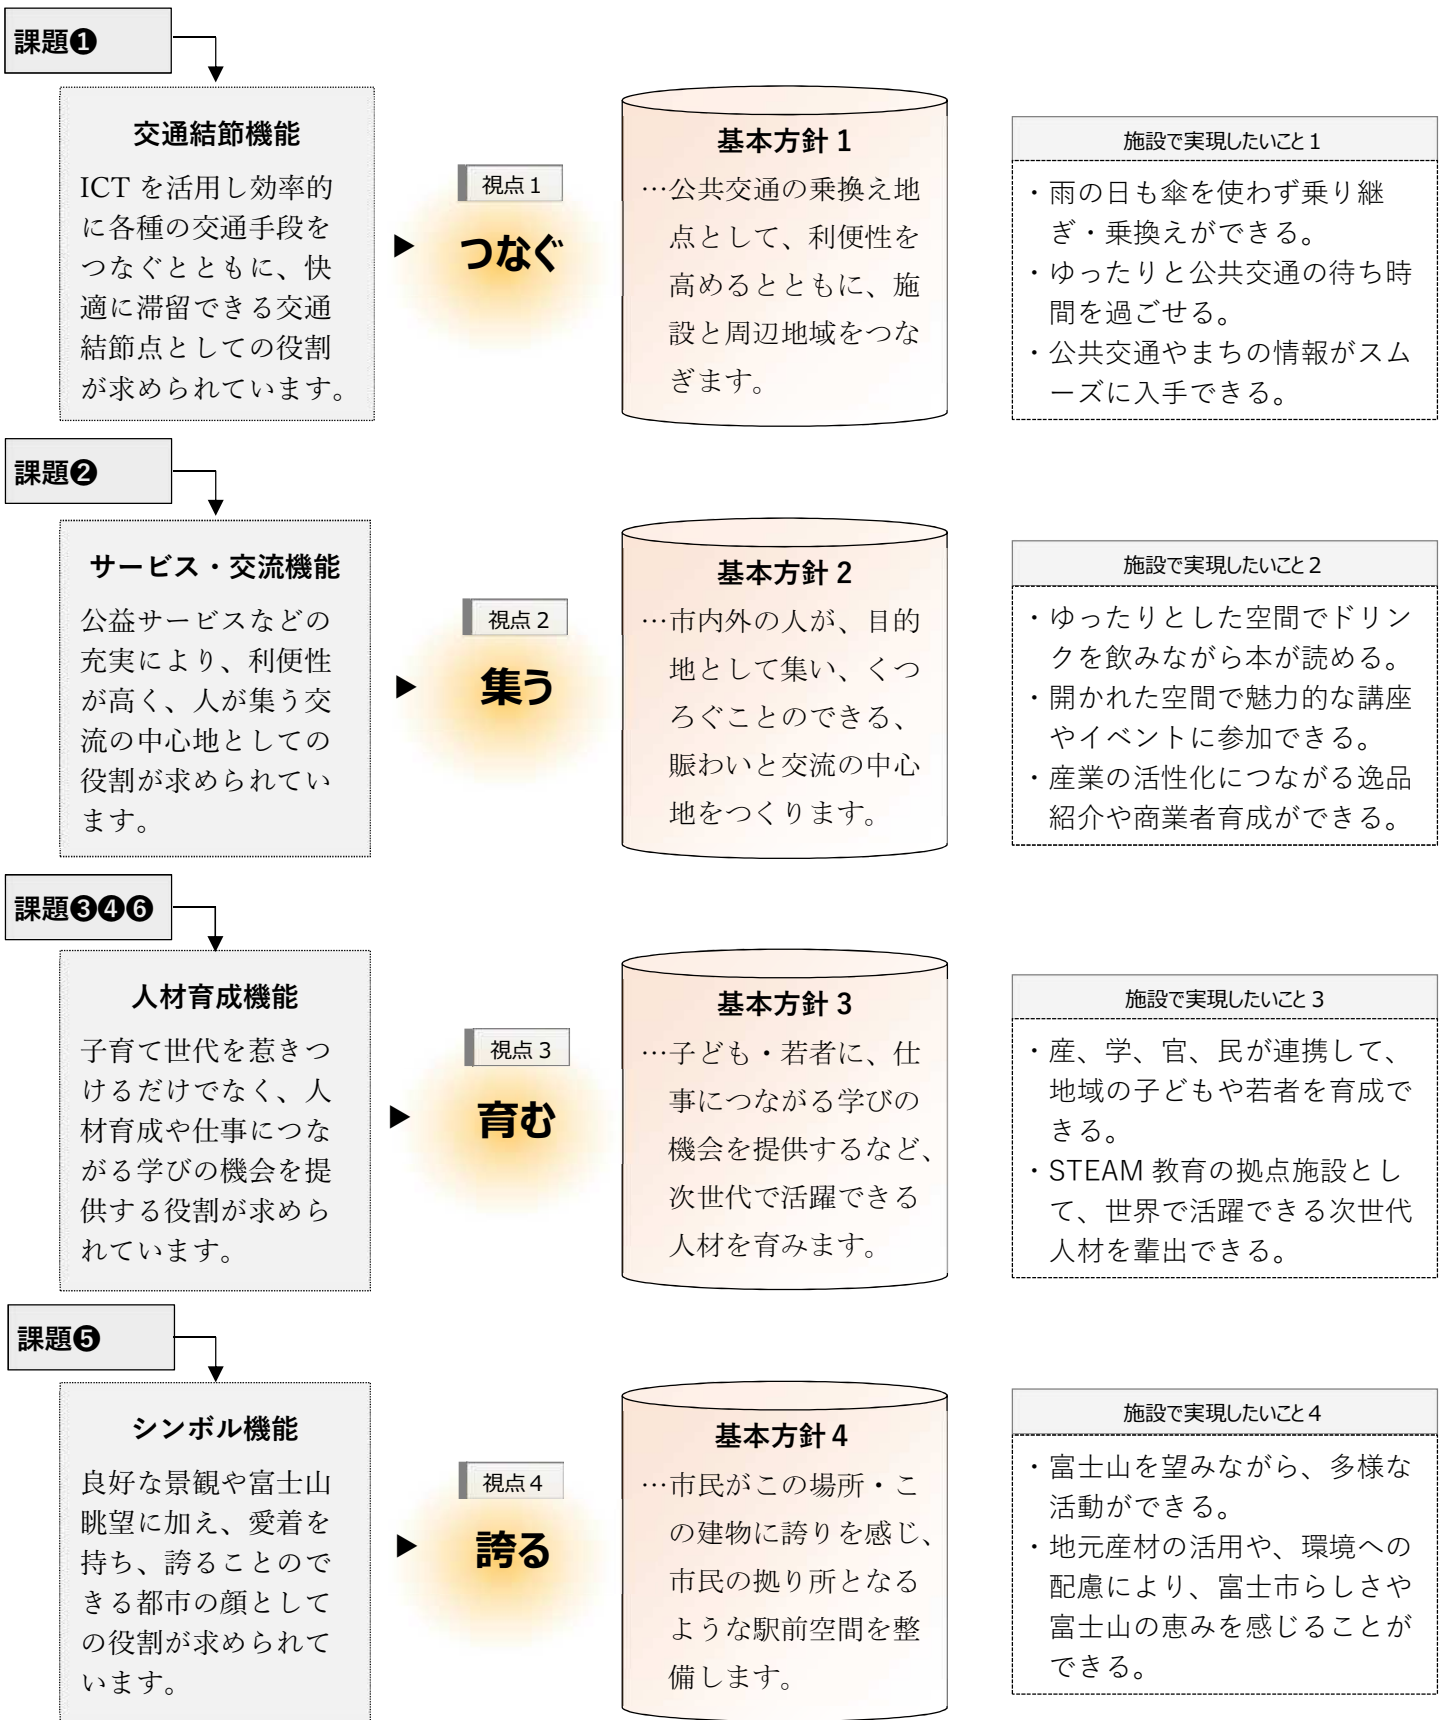 課題❶
交通結節機能
ICT を活用し効率的
に各種の交通手段を
つなぐとともに、快
適に滞留できる交通
結節点としての役割
が求められています。
視点１
つなぐ
基本方針 1
…公共交通の乗換え地
点として、利便性を
高めるとともに、施
設と周辺地域をつな
ぎます。
施設で実現したいこと１
・雨の日も傘を使わず乗り継
ぎ・乗換えができる。
・ゆったりと公共交通の待ち時
間を過ごせる。
・公共交通やまちの情報がスム
ーズに入手できる。
課題❷
サービス・交流機能
公益サービスなどの
充実により、利便性
が高く、人が集う交
流の中心地としての
役割が求められてい
ます。
視点２
集う
基本方針 2
…市内外の人が、目的
地として集い、くつ
ろぐことのできる、
賑わいと交流の中心
地をつくります。
施設で実現したいこと２
・ゆったりとした空間でドリン
クを飲みながら本が読める。
・開かれた空間で魅力的な講座
やイベントに参加できる。
・産業の活性化につながる逸品
紹介や商業者育成ができる。
課題❸❹❻
人材育成機能
子育て世代を惹きつ
けるだけでなく、人
材育成や仕事につな
がる学びの機会を提
供する役割が求めら
れています。
視点３
育む
基本方針 3
…子ども・若者に、仕
事につながる学びの
機会を提供するなど、
次世代で活躍できる
人材を育みます。
施設で実現したいこと３
・産、学、官、民が連携して、
地域の子どもや若者を育成で
きる。
・STEAM 教育の拠点施設とし
て、世界で活躍できる次世代
人材を輩出できる。
課題❺
シンボル機能
良好な景観や富士山
眺望に加え、愛着を
持ち、誇ることので
きる都市の顔として
の役割が求められて
います。
視点４
誇る
基本方針４
…市民がこの場所・こ
の建物に誇りを感じ、
市民の拠り所となる
ような駅前空間を整
備します。
施設で実現したいこと４
・富士山を望みながら、多様な
活動ができる。
・地元産材の活用や、環境への
配慮により、富士市らしさや
富士山の恵みを感じることが
できる。